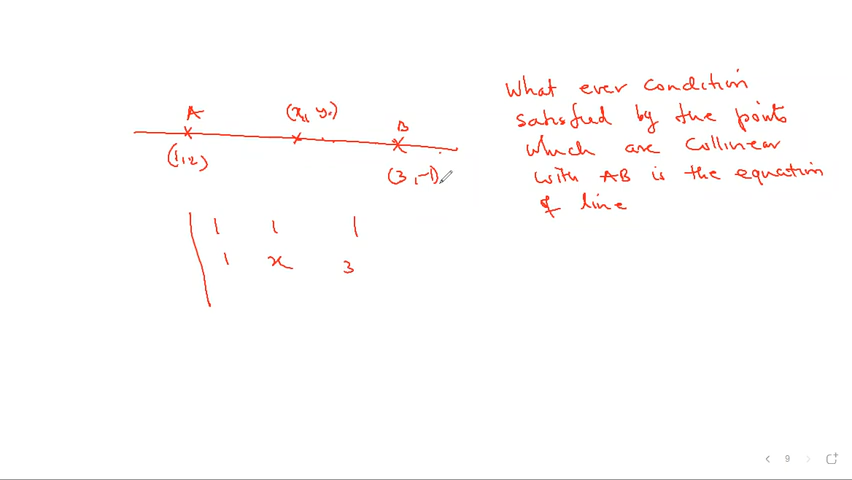 What ever condition
satisfied by the points
which are collinear
with AB is the equation
of line
A
(x1, y1)
B
(1,2)
(3,-1)
1 1 1
1 x 3
9